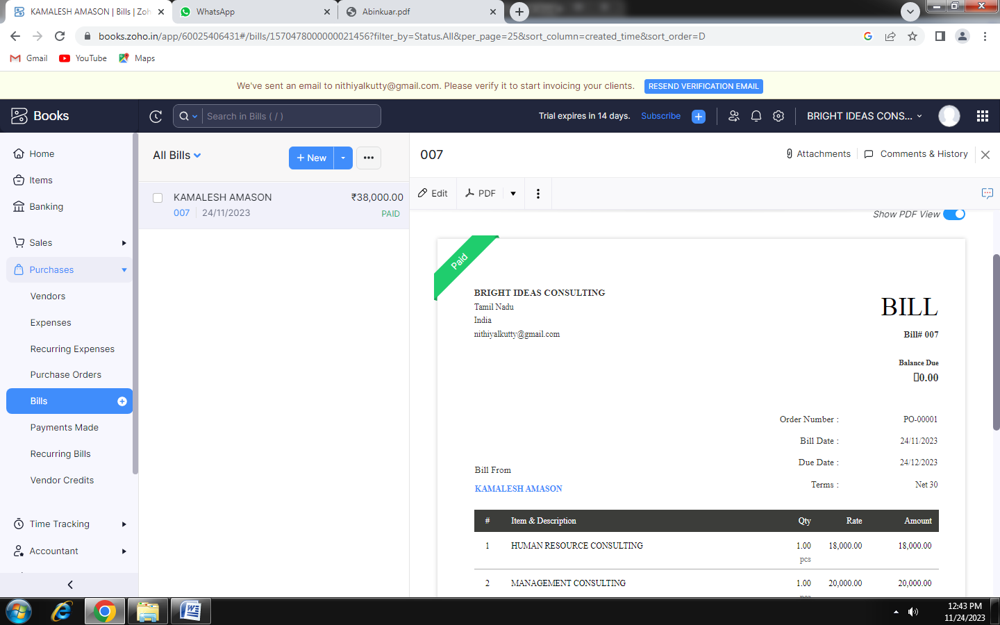 KAMALESH AMASON | Bills | Zoh
WhatsApp
Abinkuar.pdf
books.zoho.in/app/60025406431#/bills/1570478000000021456?filter_by=Status.All&per_page=25&sort_column=created_time&sort_order=D
Gmail
YouTube
Maps
We've sent an email to nithiyalkutty@gmail.com. Please verify it to start invoicing your clients.
RESEND VERIFICATION EMAIL
Books
Search in Bills ( / )
Trial expires in 14 days.
Subscribe
BRIGHT IDEAS CONS...
Home
Items
Banking
Sales
Purchases
Vendors
Expenses
Recurring Expenses
Purchase Orders
Bills
Payments Made
Recurring Bills
Vendor Credits
Time Tracking
Accountant
All Bills
+ New
KAMALESH AMASON ₹38,000.00
007 24/11/2023 PAID
007
Attachments
Comments & History
Edit
PDF
Show PDF View
Paid
BRIGHT IDEAS CONSULTING
Tamil Nadu
India
nithiyalkutty@gmail.com
BILL
Bill# 007
Balance Due
0.00
Order Number : PO-00001
Bill Date : 24/11/2023
Due Date : 24/12/2023
Terms : Net 30
Bill From
KAMALESH AMASON
# Item & Description Qty Rate Amount
1 HUMAN RESOURCE CONSULTING 1.00 18,000.00 18,000.00
pcs
2 MANAGEMENT CONSULTING 1.00 20,000.00 20,000.00
12:43 PM
11/24/2023